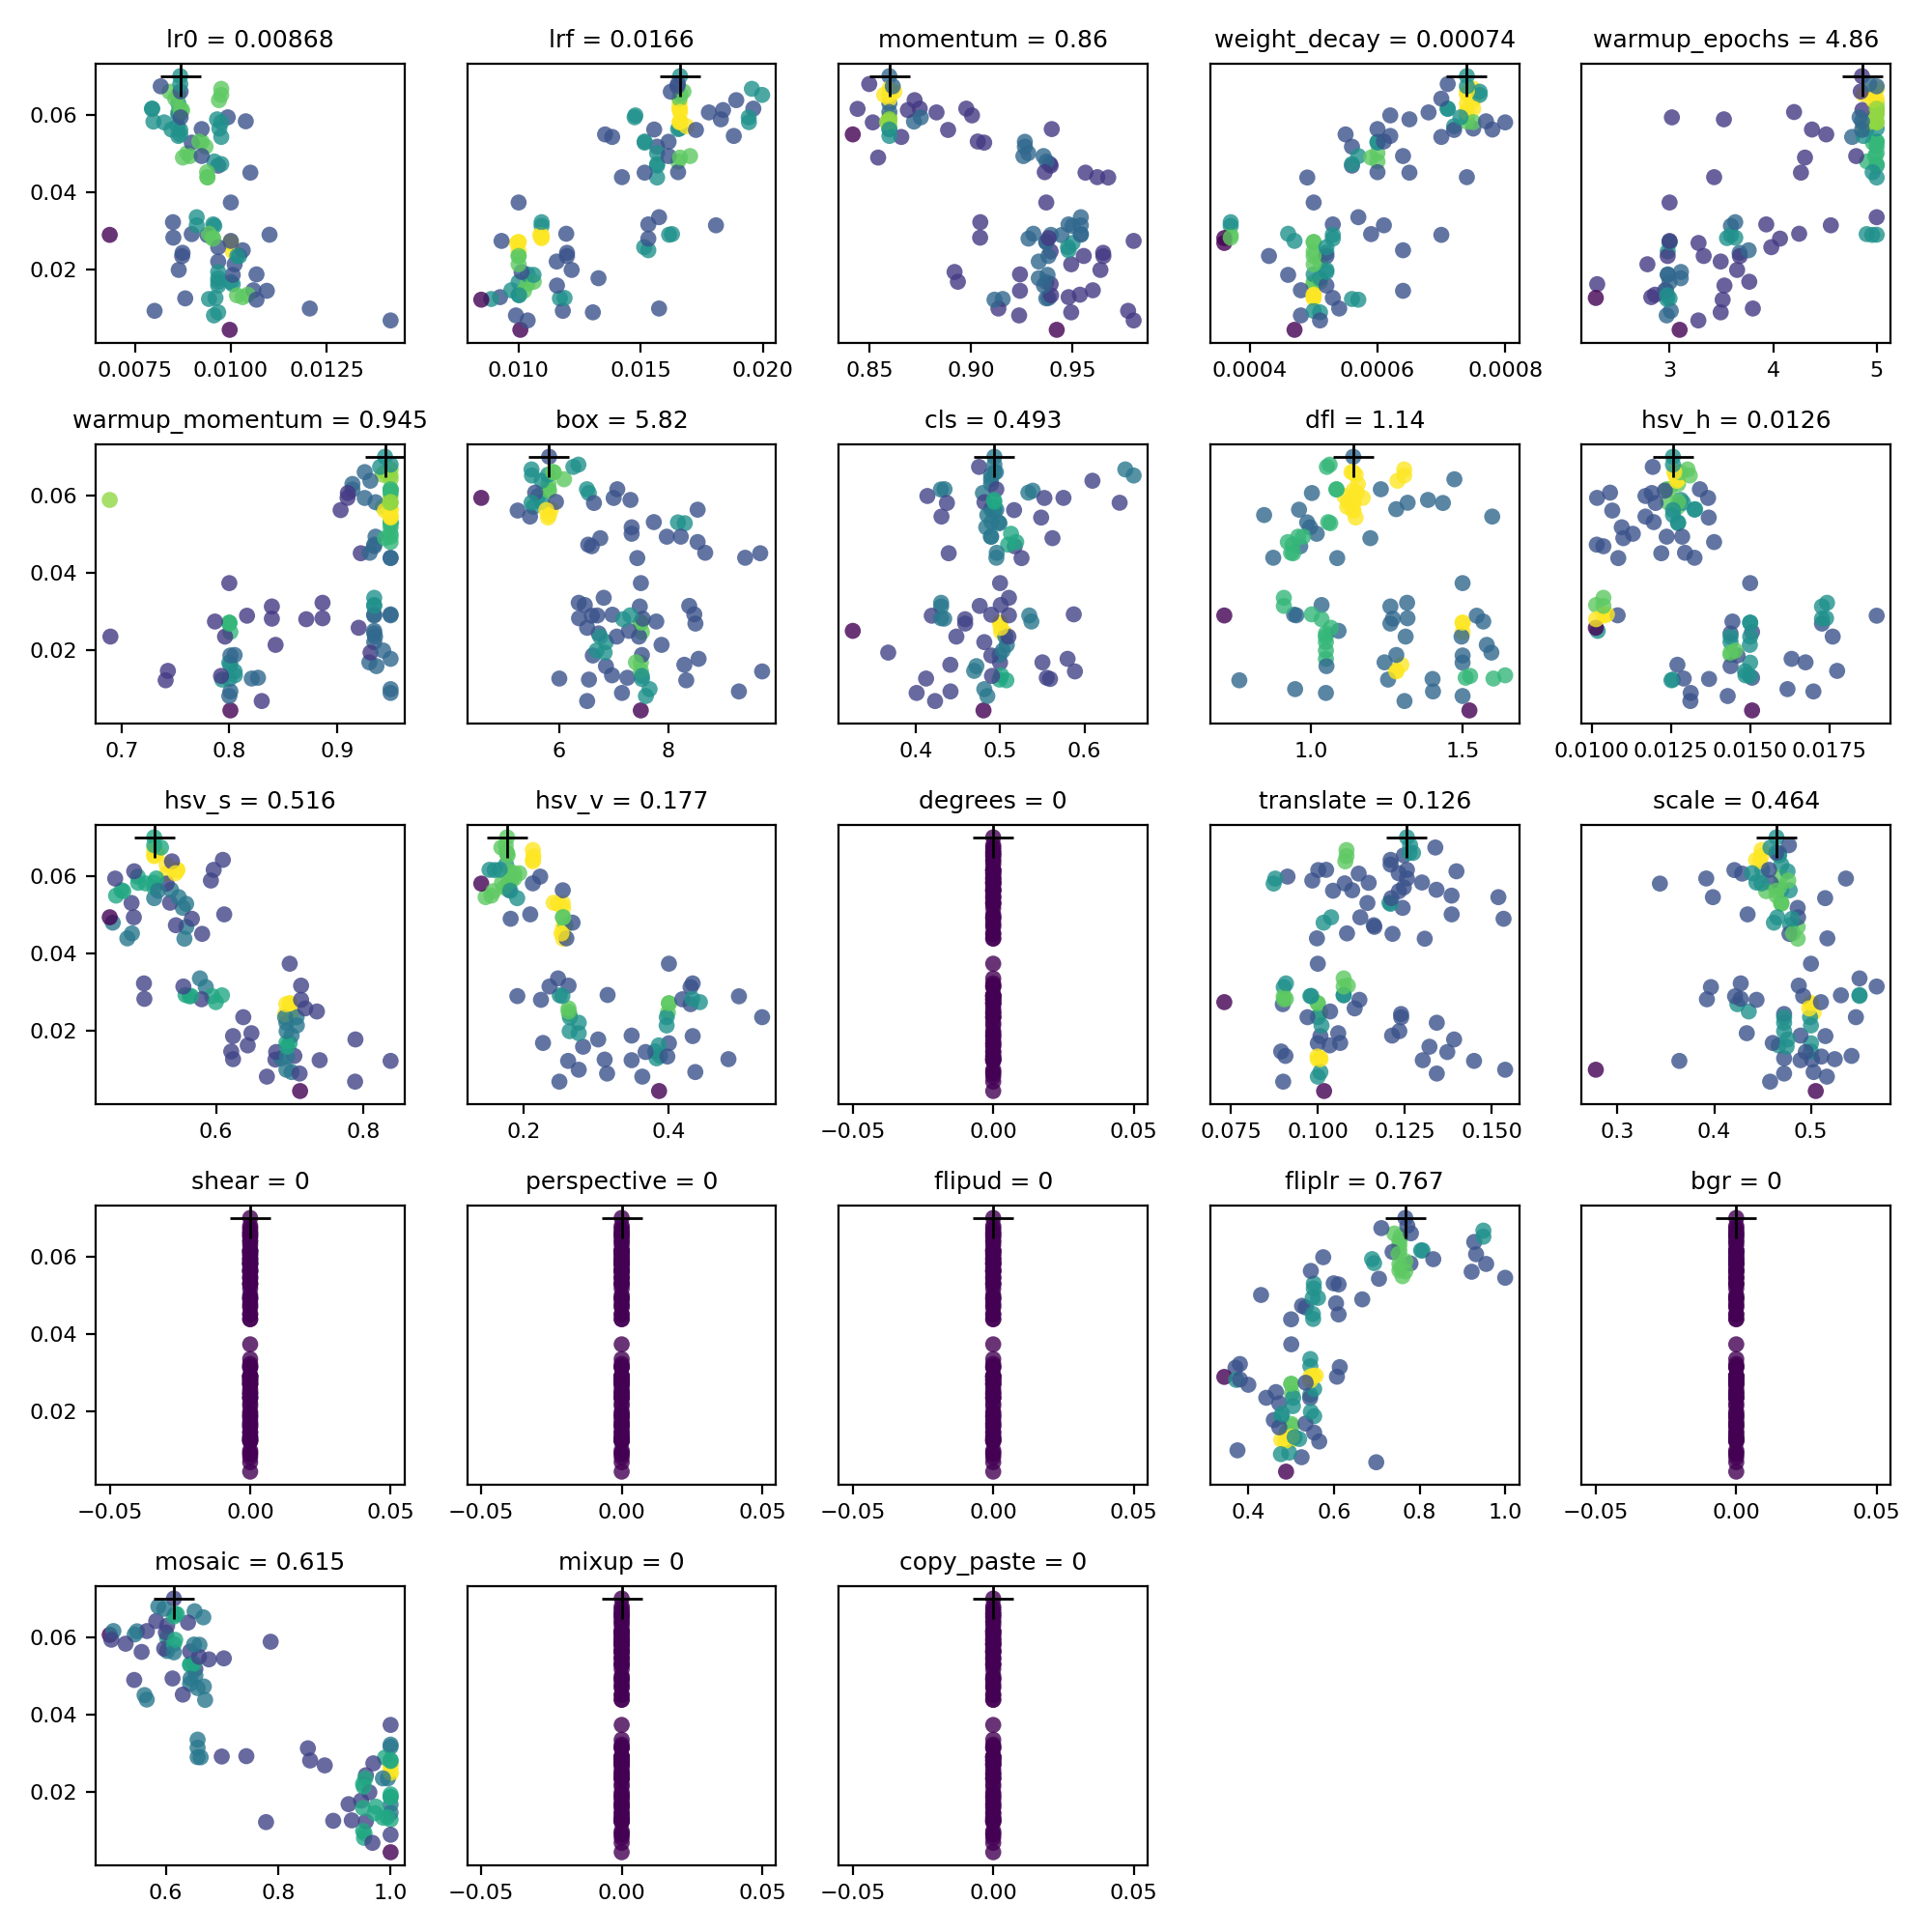 lr0 = 0.00868
lrf = 0.0166
momentum = 0.86
weight_decay = 0.00074
warmup_epochs = 4.86
0.06
0.04
0.02
0.0075 0.0100 0.0125
0.010 0.015 0.020
0.85 0.90 0.95
0.0004 0.0006 0.0008
3 4 5
warmup_momentum = 0.945
box = 5.82
cls = 0.493
dfl = 1.14
hsv_h = 0.0126
0.06
0.04
0.02
0.7 0.8 0.9
6 8
0.4 0.5 0.6
1.0 1.5
0.0100 0.0125 0.0150 0.0175
hsv_s = 0.516
hsv_v = 0.177
degrees = 0
translate = 0.126
scale = 0.464
0.06
0.04
0.02
0.6 0.8
0.2 0.4
−0.05 0.00 0.05
0.075 0.100 0.125 0.150
0.3 0.4 0.5
shear = 0
perspective = 0
flipud = 0
fliplr = 0.767
bgr = 0
0.06
0.04
0.02
−0.05 0.00 0.05
−0.05 0.00 0.05
−0.05 0.00 0.05
0.4 0.6 0.8 1.0
−0.05 0.00 0.05
mosaic = 0.615
mixup = 0
copy_paste = 0
0.06
0.04
0.02
0.6 0.8 1.0
−0.05 0.00 0.05
−0.05 0.00 0.05